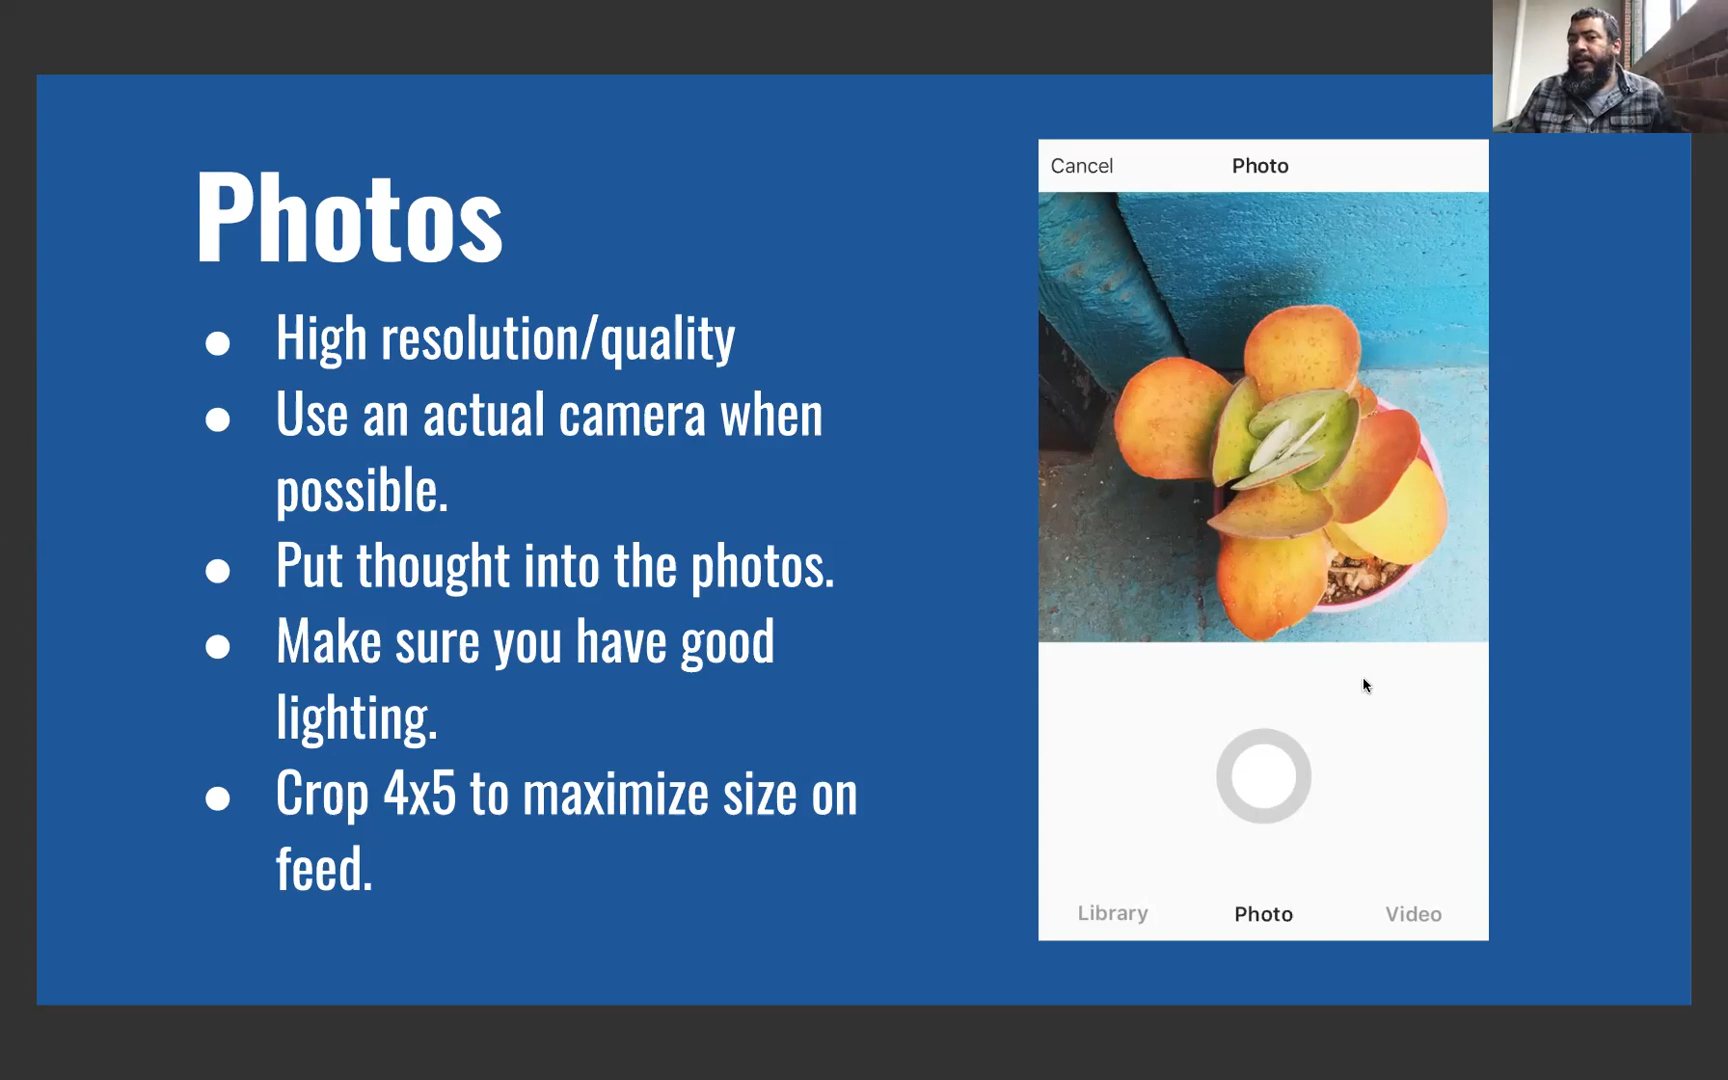 Photos
● High resolution/quality
● Use an actual camera when
possible.
● Put thought into the photos.
● Make sure you have good
lighting.
● Crop 4x5 to maximize size on
feed.
Cancel Photo
Library Photo Video